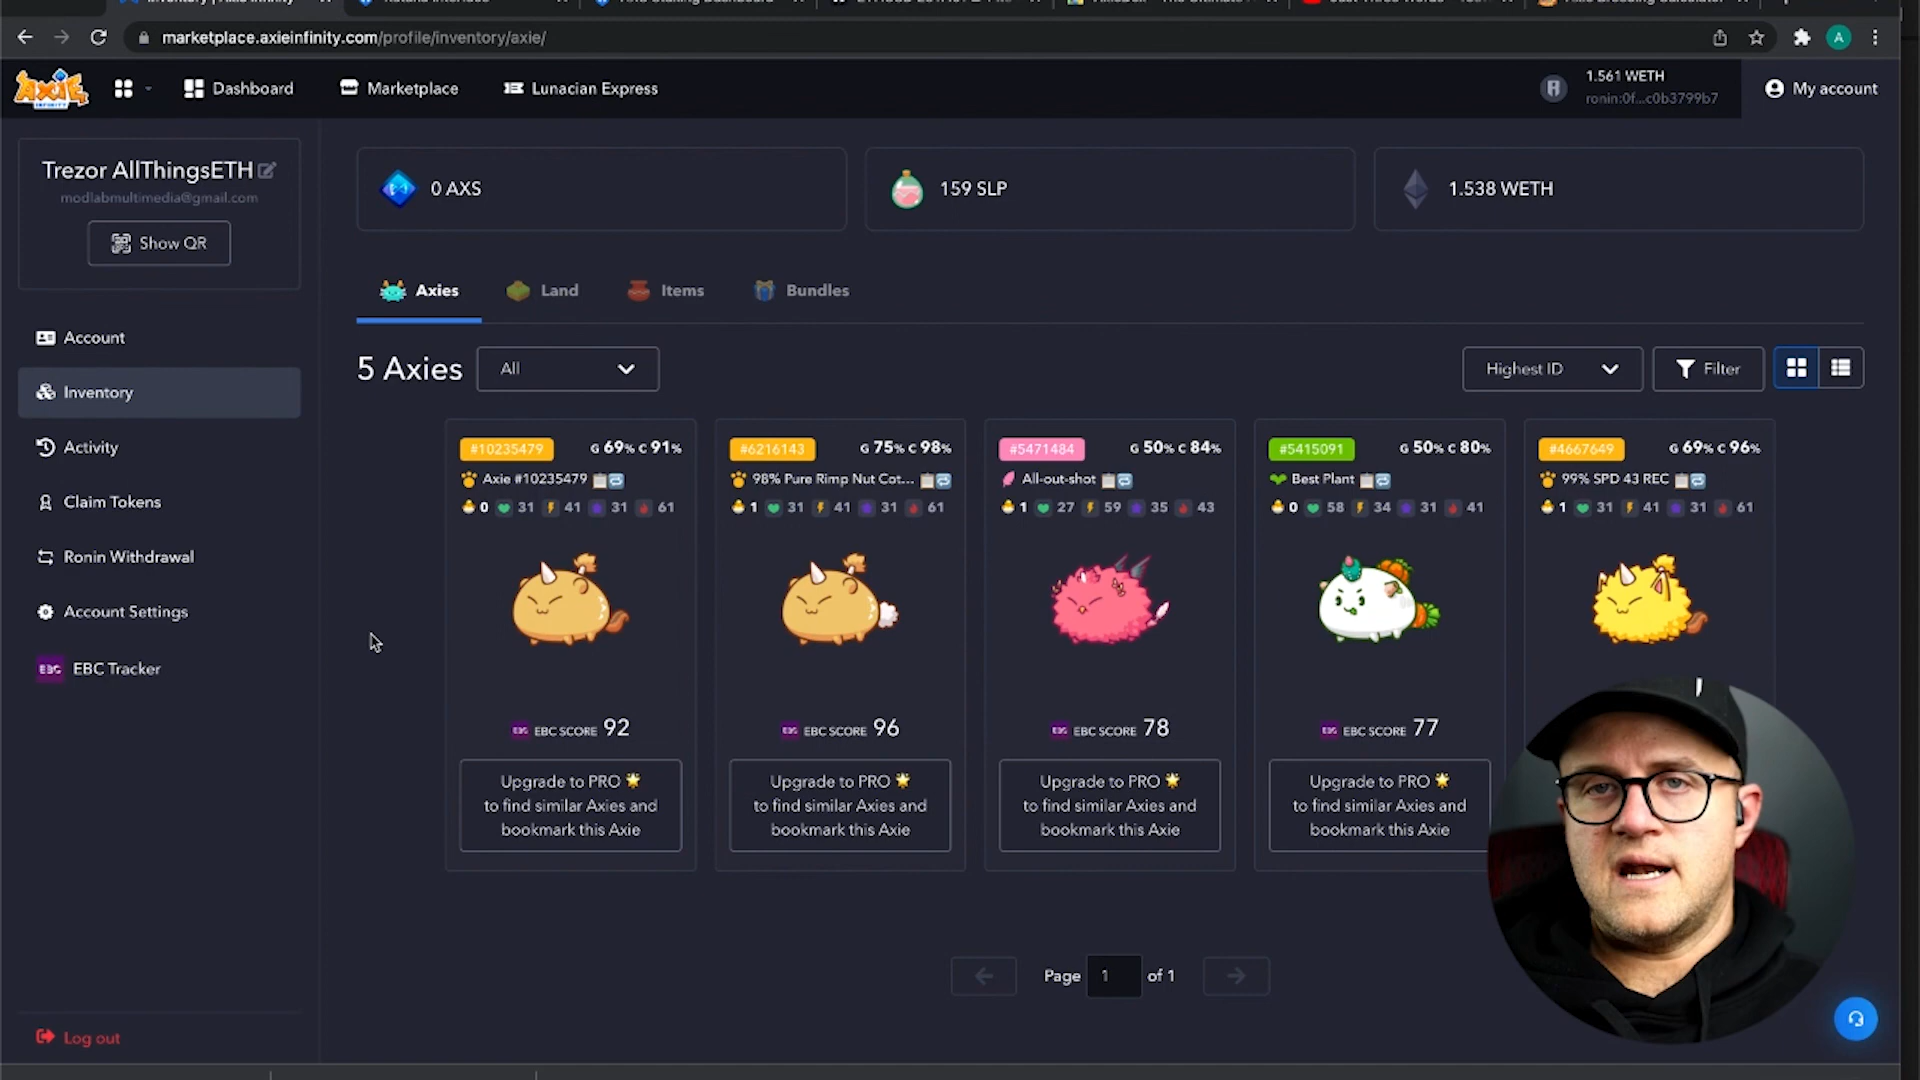 marketplace.axieinfinity.com/profile/inventory/axie/
A
AXIE
INFINITY
Dashboard
Marketplace
Lunacian Express
1.561 WETH
ronin:0f...c0b3799b7
My account
Trezor AllThingsETH
modlabmultimedia@gmail.com
Show QR
0 AXS
159 SLP
1.538 WETH
Axies
Land
Items
Bundles
Account
Inventory
Activity
Claim Tokens
Ronin Withdrawal
Account Settings
EBC EBC Tracker
Log out
5 Axies
All
Highest ID
Filter
#10235479 G 69% C 91%
Axie #10235479
0 31 41 31 61
EBC SCORE 92
Upgrade to PRO
to find similar Axies and
bookmark this Axie
#6216143 G 75% C 98%
98% Pure Rimp Nut Cot...
1 31 41 31 61
EBC SCORE 96
Upgrade to PRO
to find similar Axies and
bookmark this Axie
#5471484 G 50% C 84%
All-out-shot
1 27 59 35 43
EBC SCORE 78
Upgrade to PRO
to find similar Axies and
bookmark this Axie
#5415091 G 50% C 80%
Best Plant
0 58 34 31 41
EBC SCORE 77
Upgrade to PRO
to find similar Axies and
bookmark this Axie
#4667649 G 69% C 96%
99% SPD 43 REC
1 31 41 31 61
Page 1 of 1